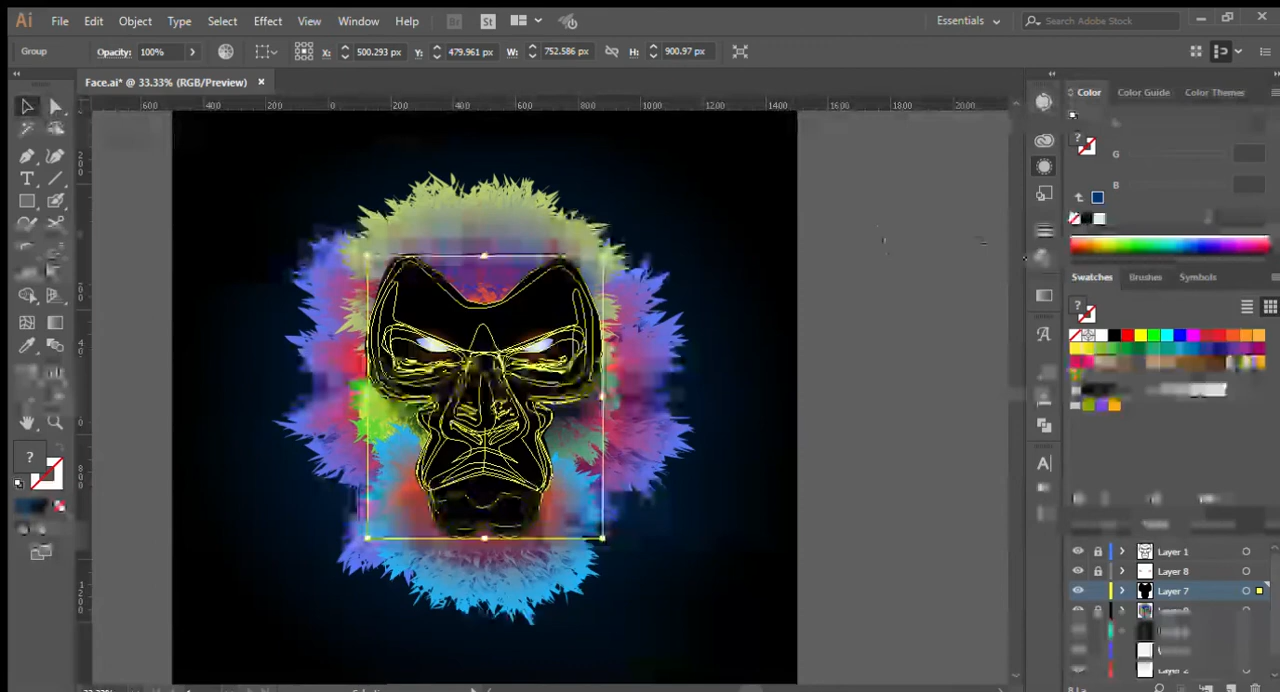 Ai File Edit Object Type Select Effect View Window Help Br St Essentials Search Adobe Stock
Group Opacity: 100% X: 500.293 px Y: 479.961 px W: 752.586 px H: 900.97 px
Face.ai* @ 33.33% (RGB/Preview)
600 400 200 0 200 400 600 800 1000 1200 1400 1600 1800 2000
Color Color Guide Color Themes
G
B
Swatches Brushes Symbols
Layer 1
Layer 8
Layer 7